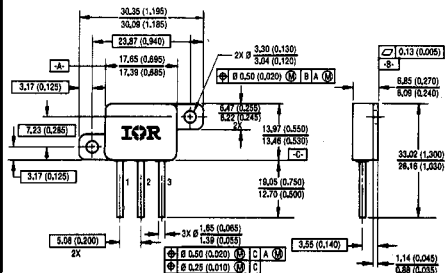 30.35 (1.195)
30.09 (1.185)
23.87 (0.940)
-A-
17.65 (0.695)
17.39 (0.685)
3.17 (0.125)
2X Ø 3.30 (0.130)
3.04 (0.120)
⌖ Ø 0.50 (0.020) Ⓜ B A Ⓜ
⏥ 0.13 (0.005)
-B-
6.85 (0.270)
6.09 (0.240)
6.47 (0.255)
6.22 (0.245)
2X
7.23 (0.285)
IOR
13.97 (0.550)
13.46 (0.530)
-C-
3.17 (0.125)
1 2 3
19.05 (0.750)
12.70 (0.500)
33.02 (1.300)
(1.030)
5.08 (0.200)
2X
3X Ø 1.65 (0.065)
1.39 (0.055)
⌖ Ø 0.50 (0.020) Ⓜ C A Ⓜ
⌖ Ø 0.25 (0.010) Ⓜ C
3.55 (0.140)
1.14 (0.045)
0.88 (0.035)